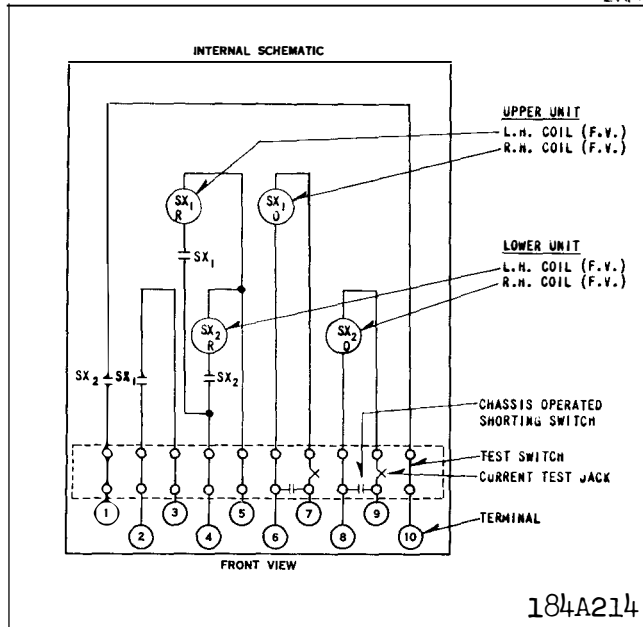 INTERNAL SCHEMATIC
UPPER UNIT
L.H. COIL (F.V.)
R.H. COIL (F.V.)
SX1
R
SX1
O
SX1
LOWER UNIT
L.H. COIL (F.V.)
R.H. COIL (F.V.)
SX2
R
SX2
O
SX2 SX1
SX2
CHASSIS OPERATED
SHORTING SWITCH
TEST SWITCH
CURRENT TEST JACK
1 3 5 7 9
2 4 6 8 10
TERMINAL
FRONT VIEW
184A214